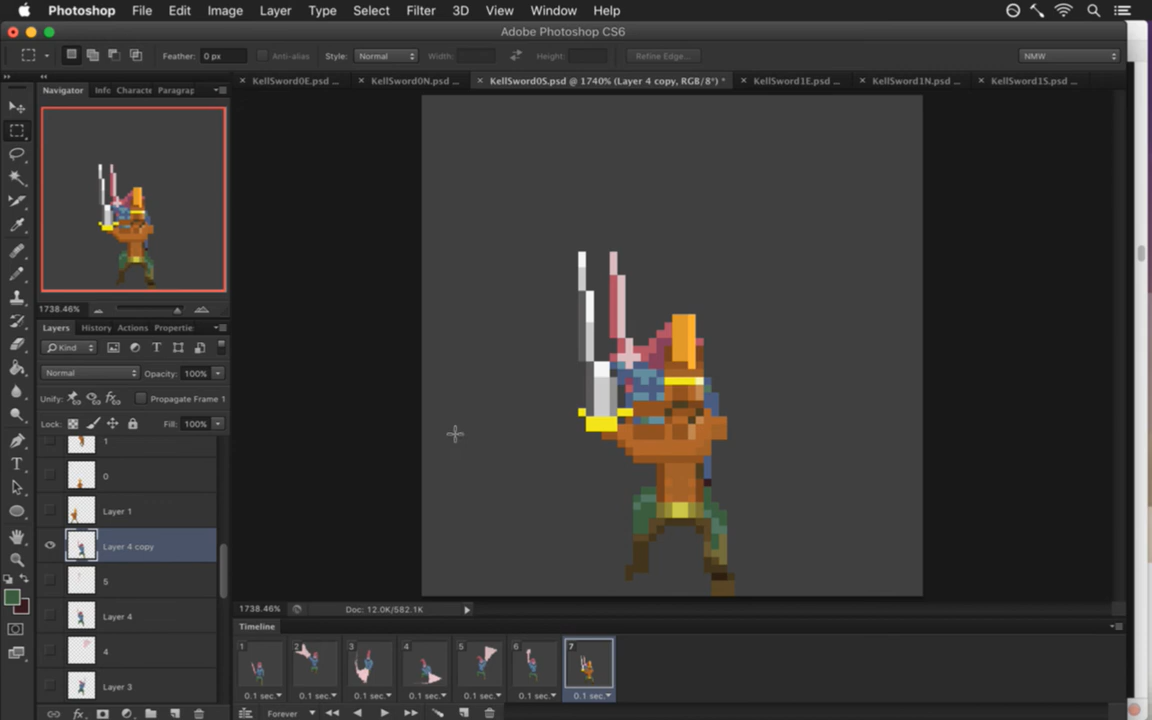 Photoshop File Edit Image Layer Type Select Filter 3D View Window Help
Adobe Photoshop CS6
Feather: 0 px Anti-alias Style: Normal Width: Height: Refine Edge... NMW
KellSword0E.psd ... KellSword0N.psd ... KellSword0S.psd @ 1740% (Layer 4 copy, RGB/8*) * KellSword1E.psd ... KellSword1N.psd ... KellSword1S.psd ...
Navigator Info Characte Paragrap
1738.46%
Layers History Actions Propertie
Kind
Normal Opacity: 100%
Unify: Propagate Frame 1
Lock: Fill: 100%
1
0
Layer 1
Layer 4 copy
5
Layer 4
4
Layer 3
1738.46% Doc: 12.0K/582.1K
Timeline
1 2 3 4 5 6 7
0.1 sec. 0.1 sec. 0.1 sec. 0.1 sec. 0.1 sec. 0.1 sec. 0.1 sec.
Forever